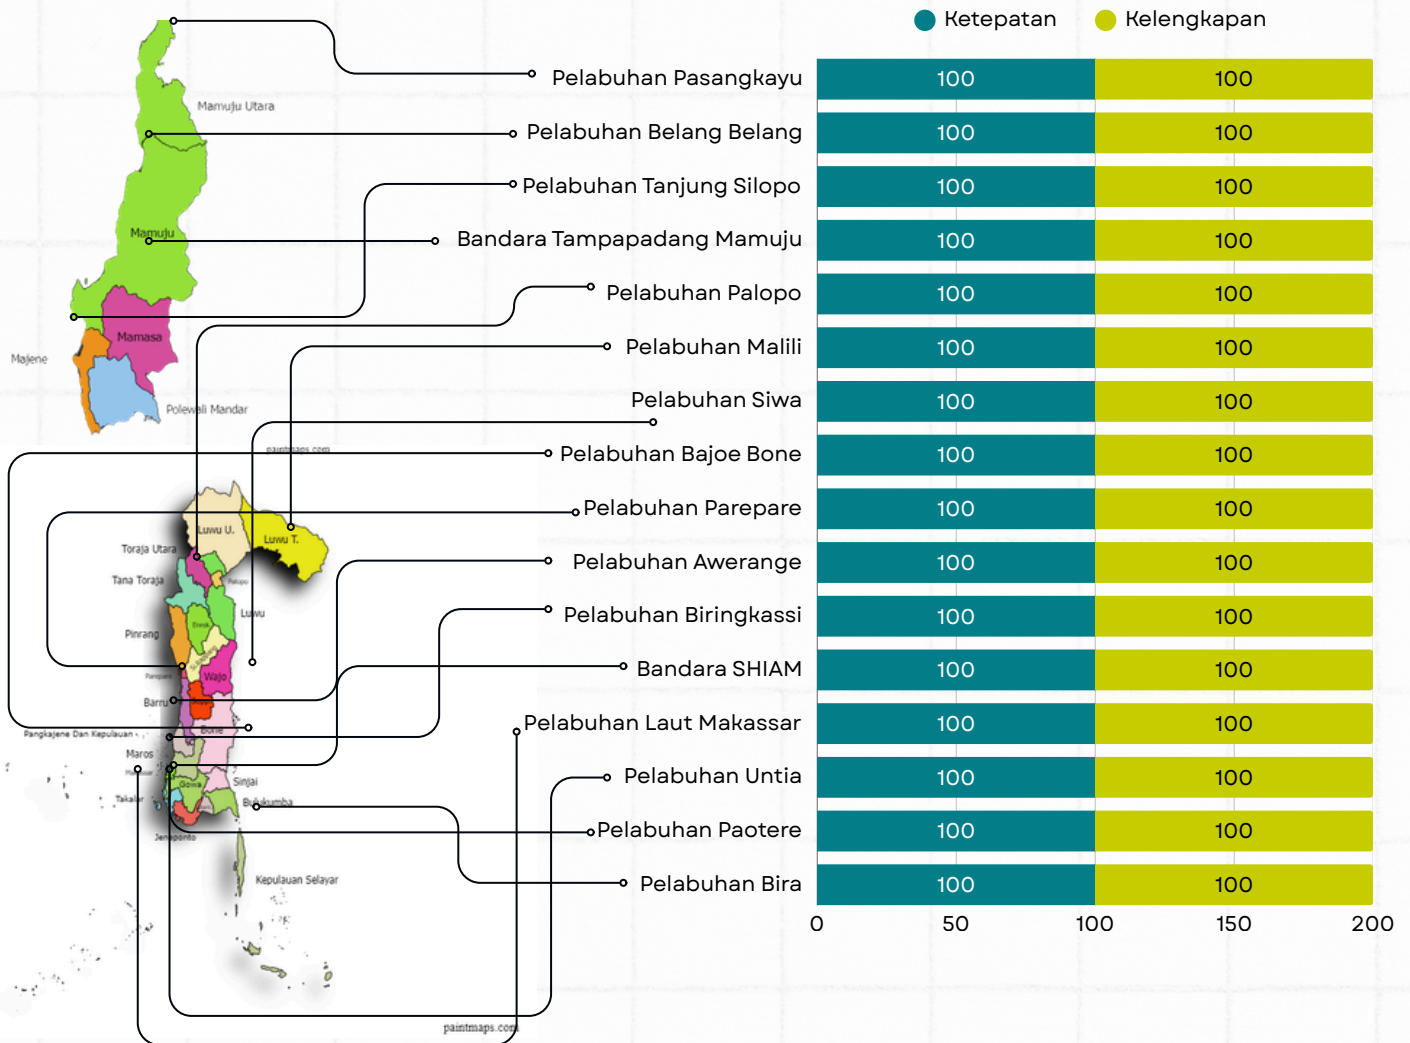 Ketepatan Kelengkapan
Pelabuhan Pasangkayu 100 100
Pelabuhan Belang Belang 100 100
Pelabuhan Tanjung Silopo 100 100
Bandara Tampapadang Mamuju 100 100
Pelabuhan Palopo 100 100
Pelabuhan Malili 100 100
Pelabuhan Siwa 100 100
Pelabuhan Bajoe Bone 100 100
Pelabuhan Parepare 100 100
Pelabuhan Awerange 100 100
Pelabuhan Biringkassi 100 100
Bandara SHIAM 100 100
Pelabuhan Laut Makassar 100 100
Pelabuhan Untia 100 100
Pelabuhan Paotere 100 100
Pelabuhan Bira 100 100
0 50 100 150 200
Mamuju Utara
Mamuju
Mamasa
Majene
Polewali Mandar
paintmaps.com
Luwu U.
Luwu T.
Toraja Utara
Tana Toraja
Palopo
Luwu
Pinrang
Wajo
Barru
Bone
Pangkajene Dan Kepulauan
Maros
Gowa
Sinjai
Takalar
Bulukumba
Jeneponto
Kepulauan Selayar
paintmaps.com